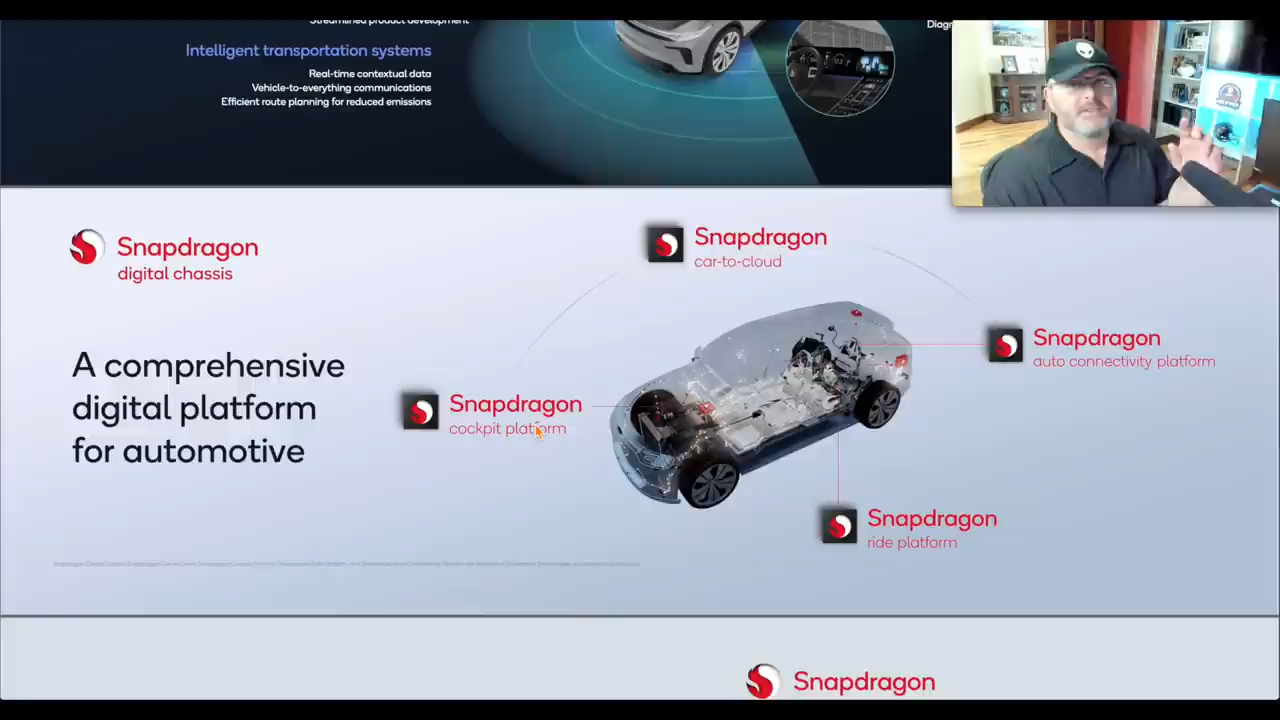 Streamlined product development
Intelligent transportation systems
Real-time contextual data
Vehicle-to-everything communications
Efficient route planning for reduced emissions
Snapdragon
digital chassis
A comprehensive
digital platform
for automotive
Snapdragon
car-to-cloud
Snapdragon
auto connectivity platform
Snapdragon
cockpit platform
Snapdragon
ride platform
Snapdragon